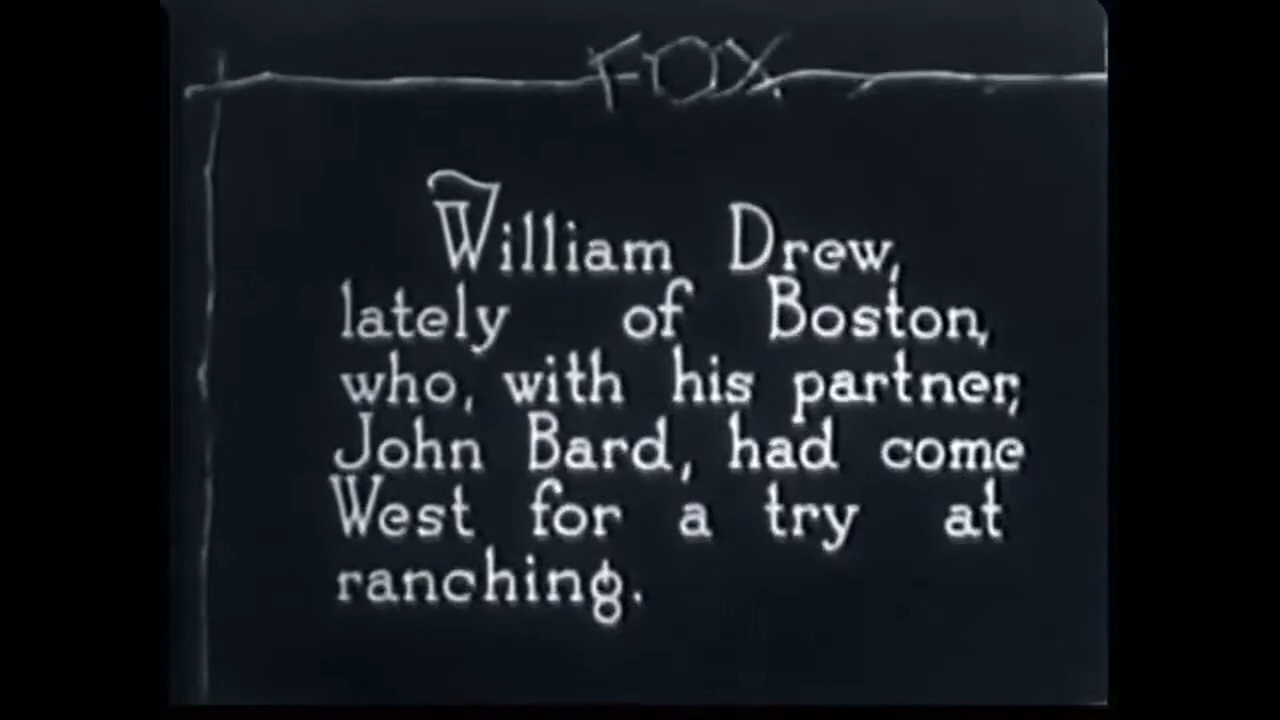 FOX
William Drew,
lately of Boston,
who, with his partner,
John Bard, had come
West for a try at
ranching.